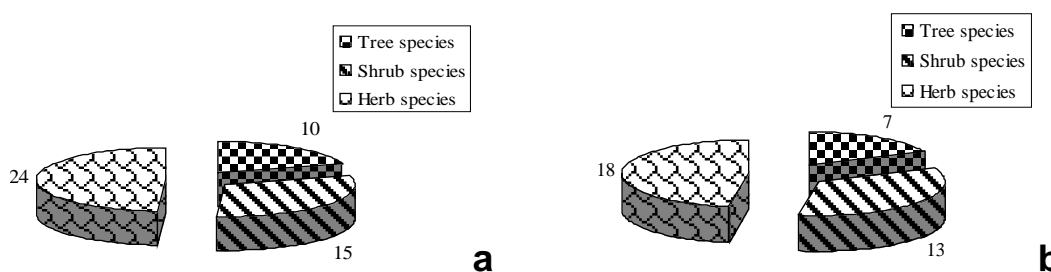 Tree species
Shrub species
Herb species
10
24
15
a
Tree species
Shrub species
Herb species
7
18
13
b